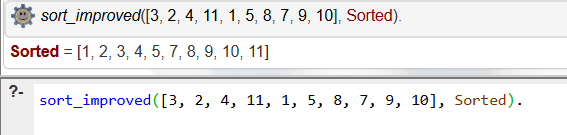 sort_improved([3, 2, 4, 11, 1, 5, 8, 7, 9, 10], Sorted).
Sorted = [1, 2, 3, 4, 5, 7, 8, 9, 10, 11]
?- sort_improved([3, 2, 4, 11, 1, 5, 8, 7, 9, 10], Sorted).